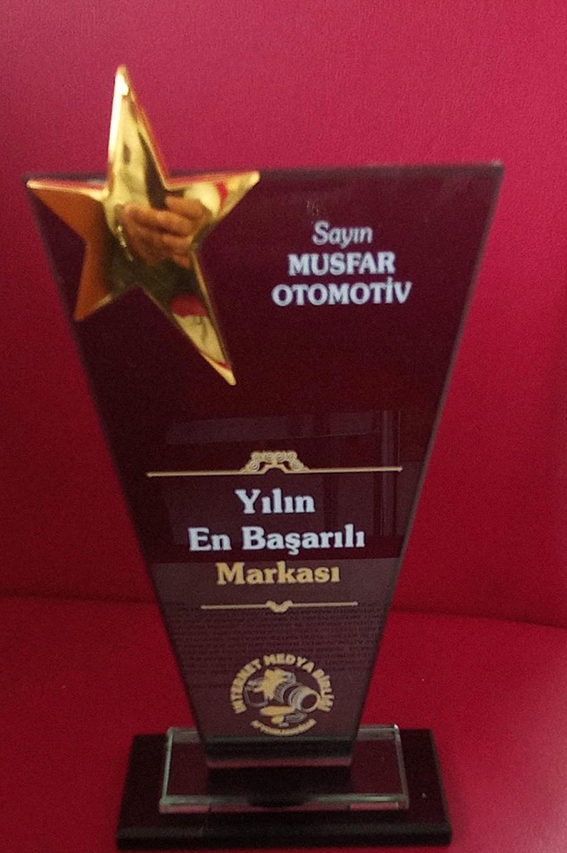 Sayın
MUSFAR
OTOMOTİV
Yılın
En Başarılı
Markası
İNTERNET MEDYA BİRLİĞİ